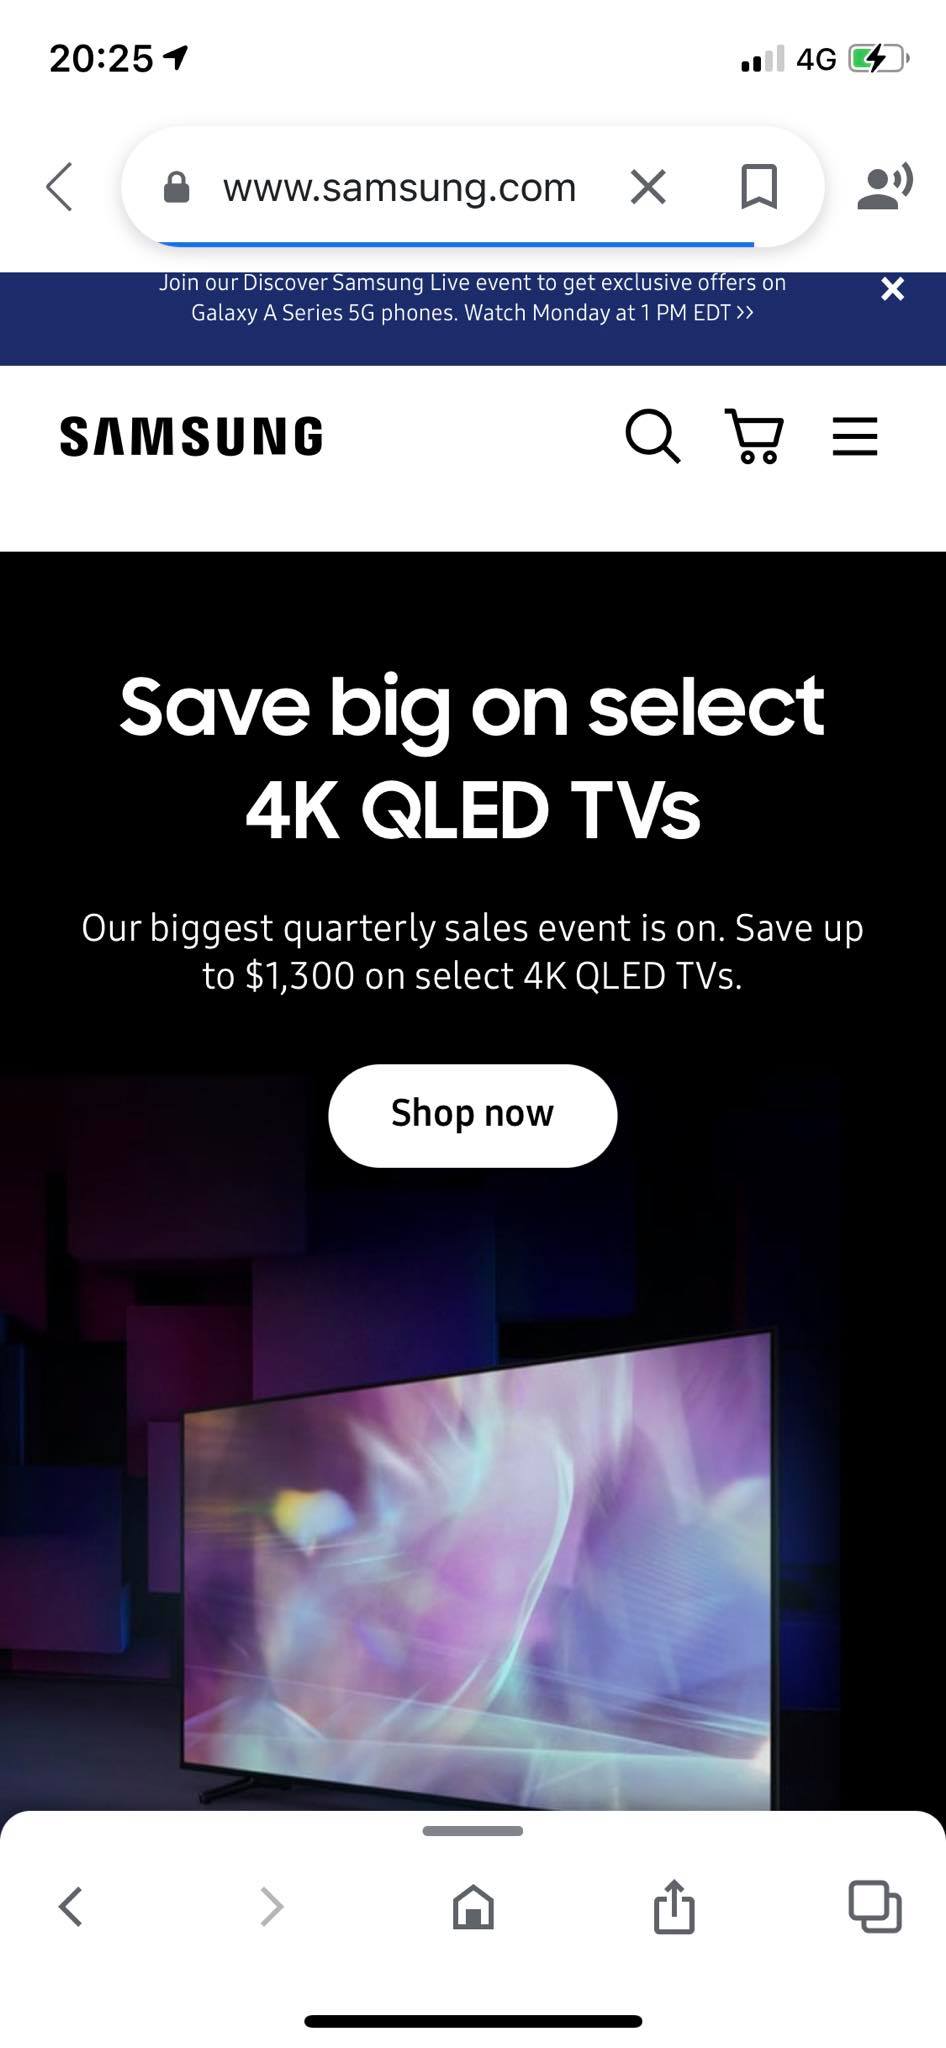 20:25
4G
www.samsung.com
Join our Discover Samsung Live event to get exclusive offers on
Galaxy A Series 5G phones. Watch Monday at 1 PM EDT >>
SAMSUNG
Save big on select
4K QLED TVs
Our biggest quarterly sales event is on. Save up
to $1,300 on select 4K QLED TVs.
Shop now